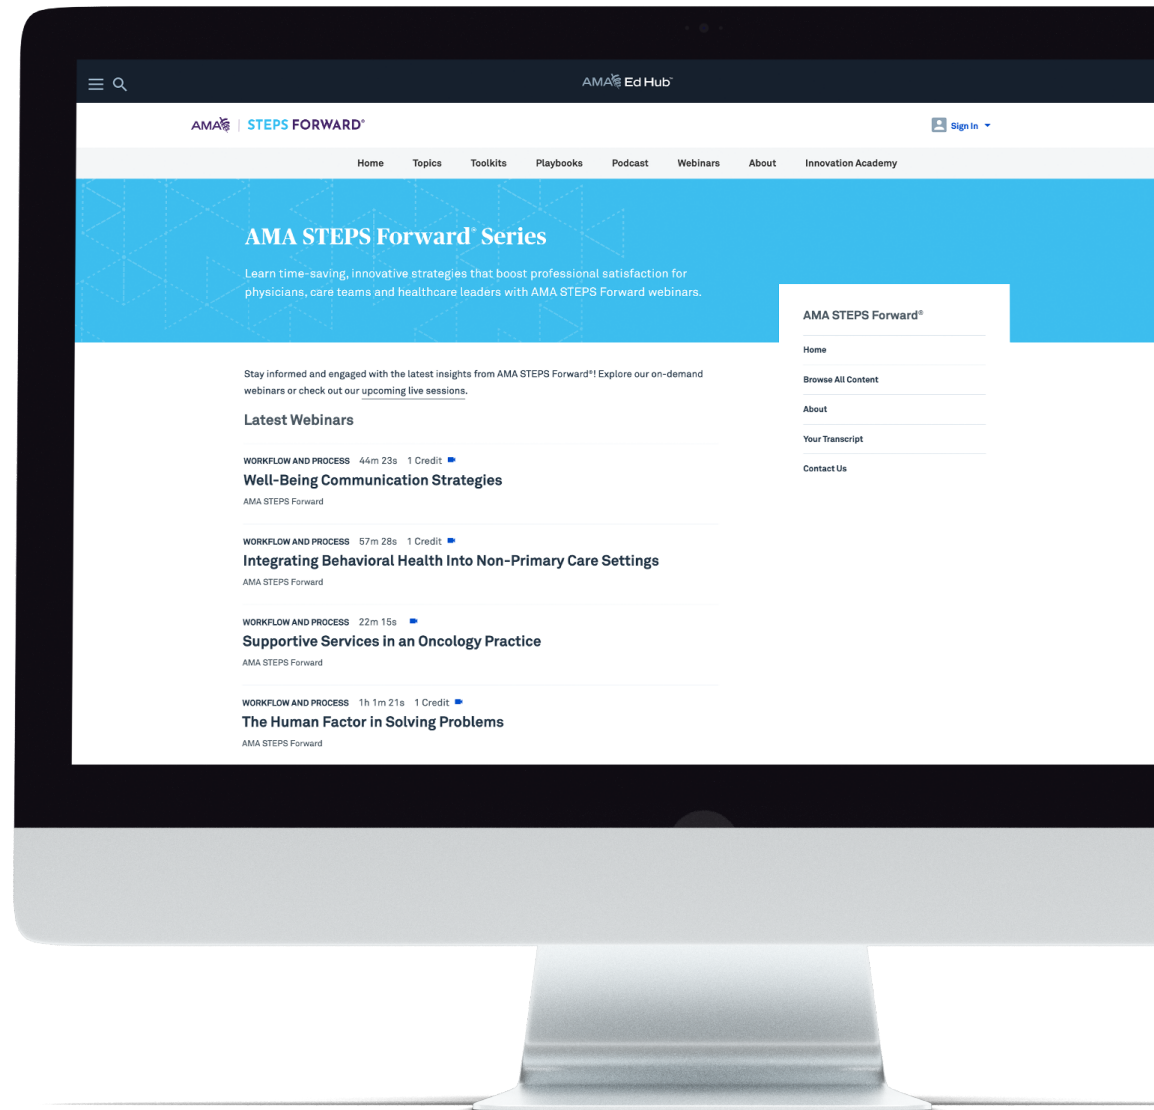 AMA Ed Hub™
AMA STEPS FORWARD®
Sign In
Home Topics Toolkits Playbooks Podcast Webinars About Innovation Academy
AMA STEPS Forward® Series
Learn time-saving, innovative strategies that boost professional satisfaction for
physicians, care teams and healthcare leaders with AMA STEPS Forward webinars.
AMA STEPS Forward®
Home
Browse All Content
About
Your Transcript
Contact Us
Stay informed and engaged with the latest insights from AMA STEPS Forward®! Explore our on-demand
webinars or check out our upcoming live sessions.
Latest Webinars
WORKFLOW AND PROCESS 44m 23s 1 Credit
Well-Being Communication Strategies
AMA STEPS Forward
WORKFLOW AND PROCESS 57m 28s 1 Credit
Integrating Behavioral Health Into Non-Primary Care Settings
AMA STEPS Forward
WORKFLOW AND PROCESS 22m 15s
Supportive Services in an Oncology Practice
AMA STEPS Forward
WORKFLOW AND PROCESS 1h 1m 21s 1 Credit
The Human Factor in Solving Problems
AMA STEPS Forward